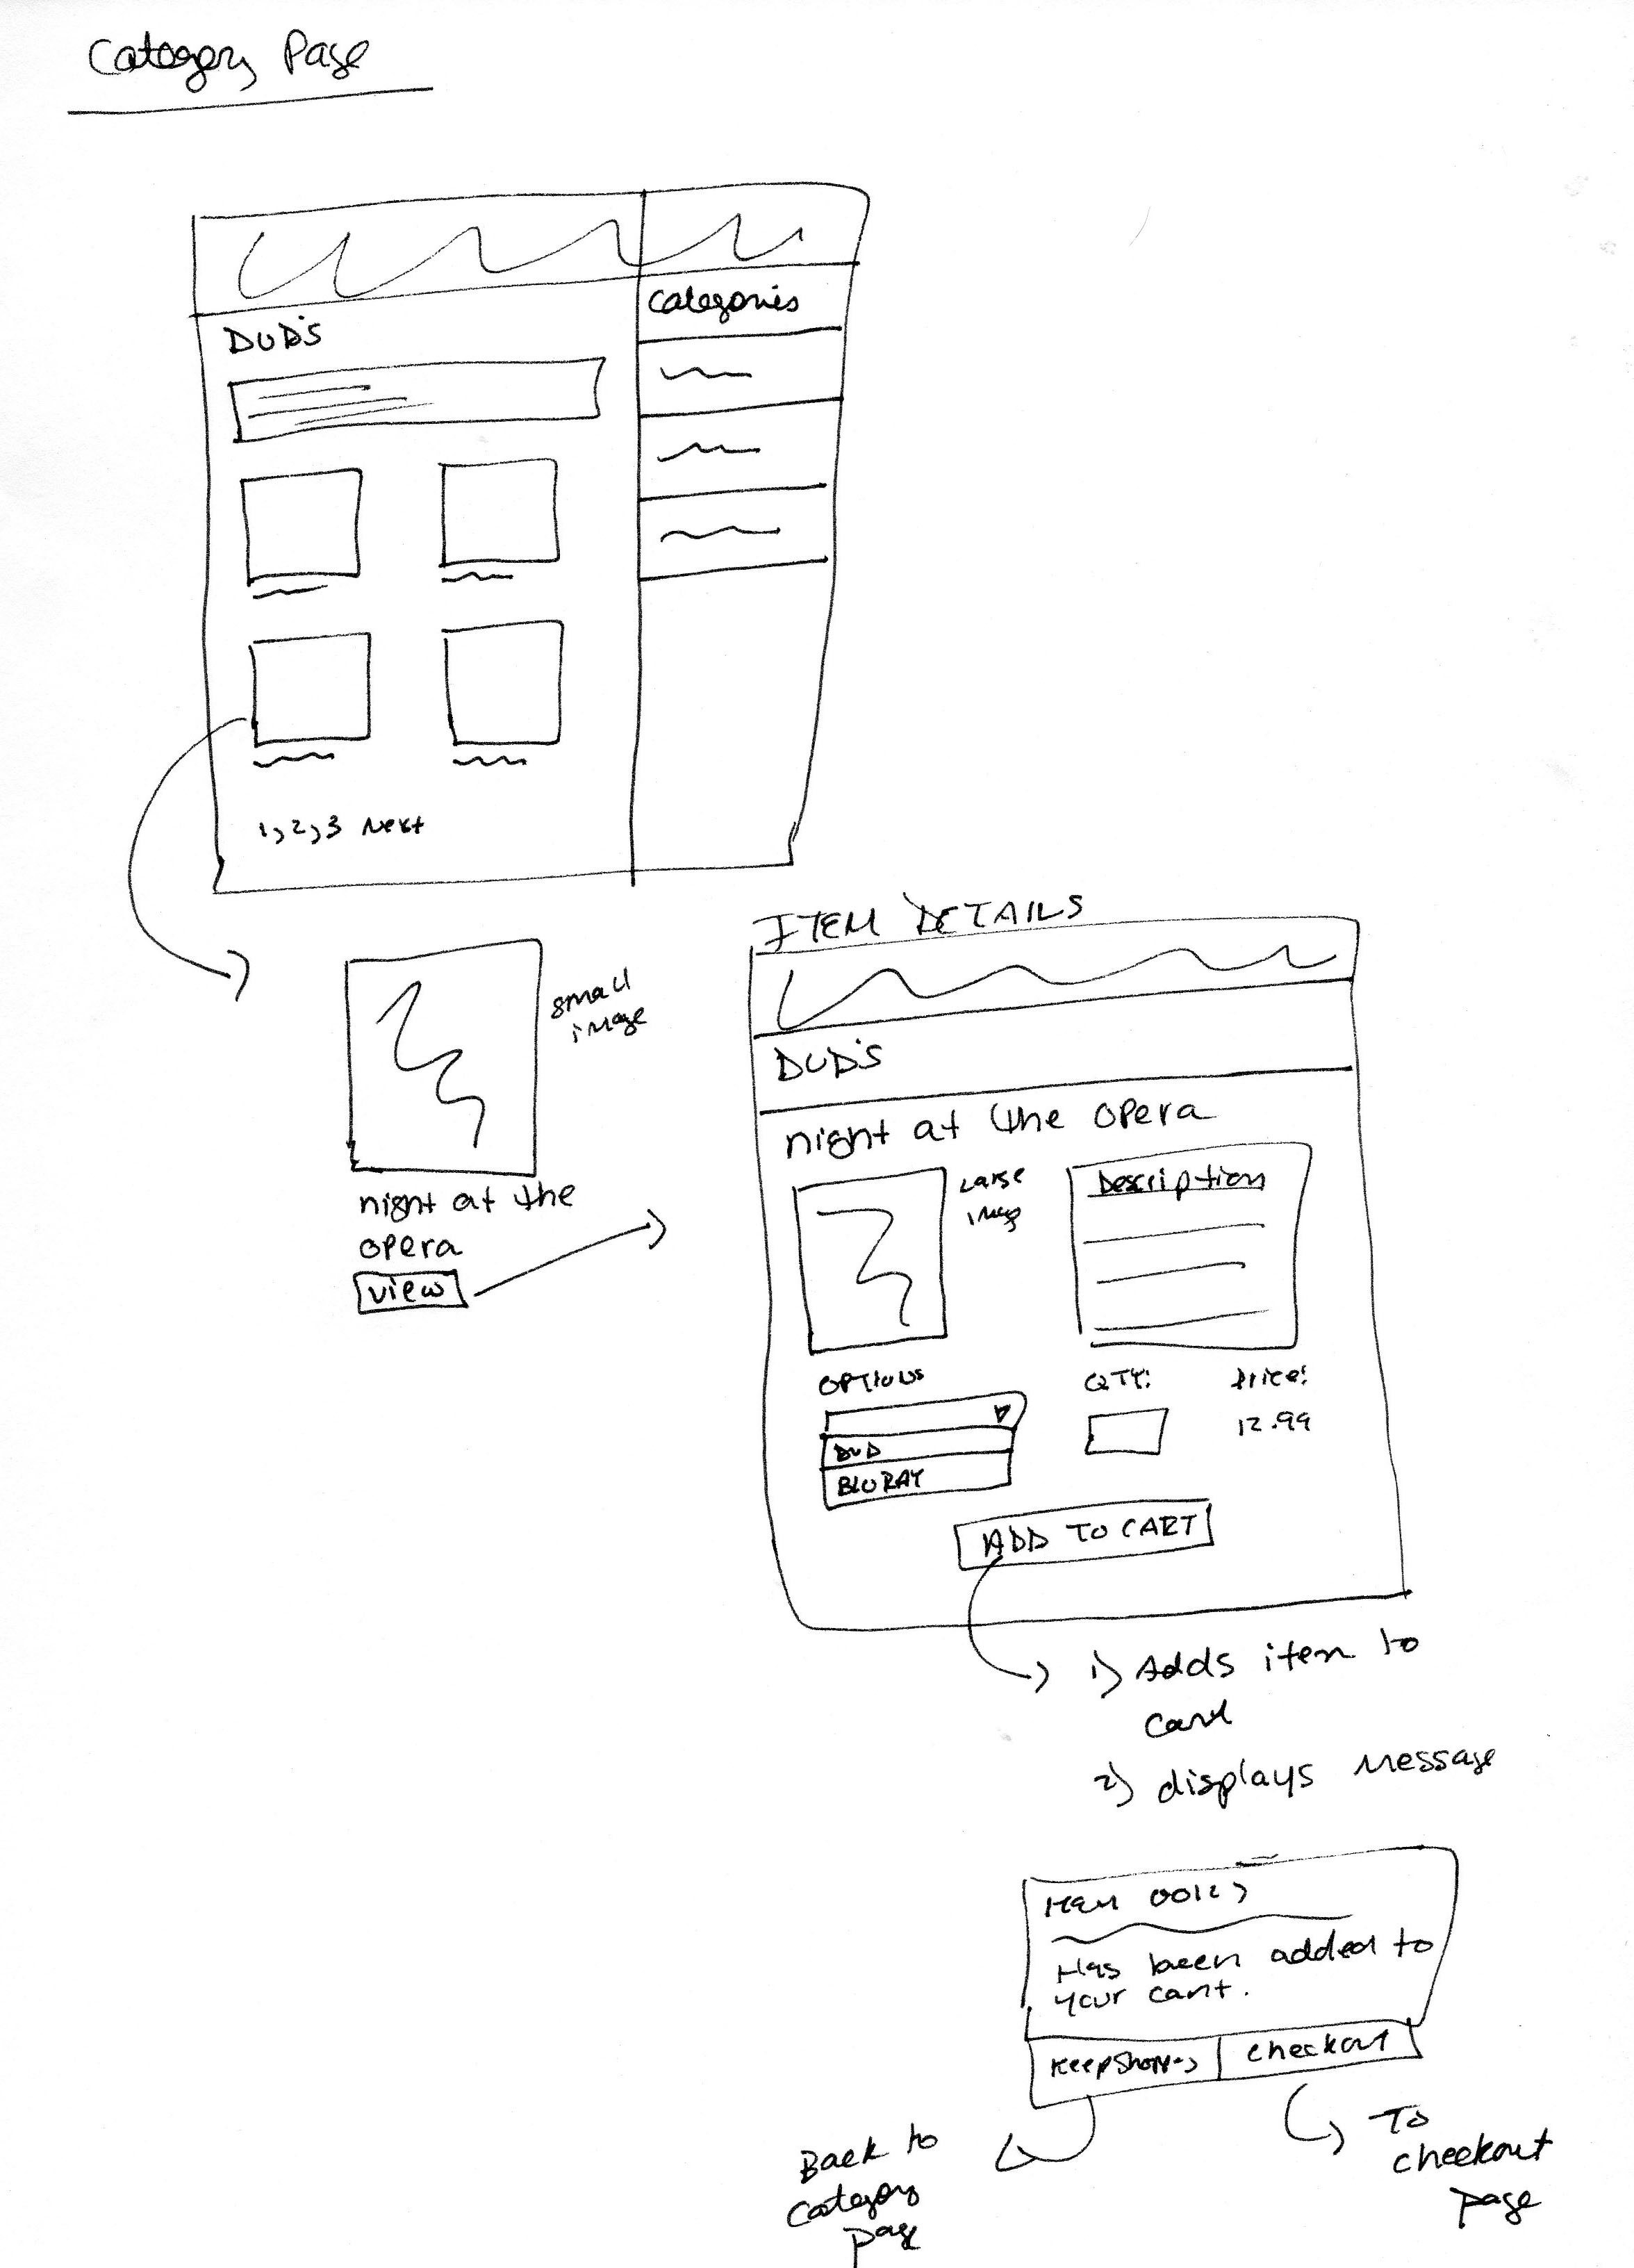 Category Page
Categories
DVD's
1, 2, 3 Next
small
image
night at the
opera
view
ITEM DETAILS
DVD's
night at the opera
Large
image
Description
OPTIONS
QTY:
Price:
12.99
DVD
BLURAY
ADD TO CART
1) Adds item to
cart
2) displays message
Item 00123
Has been added to
your cart.
Keep Shopping
checkout
Back to
category
page
To
checkout
page